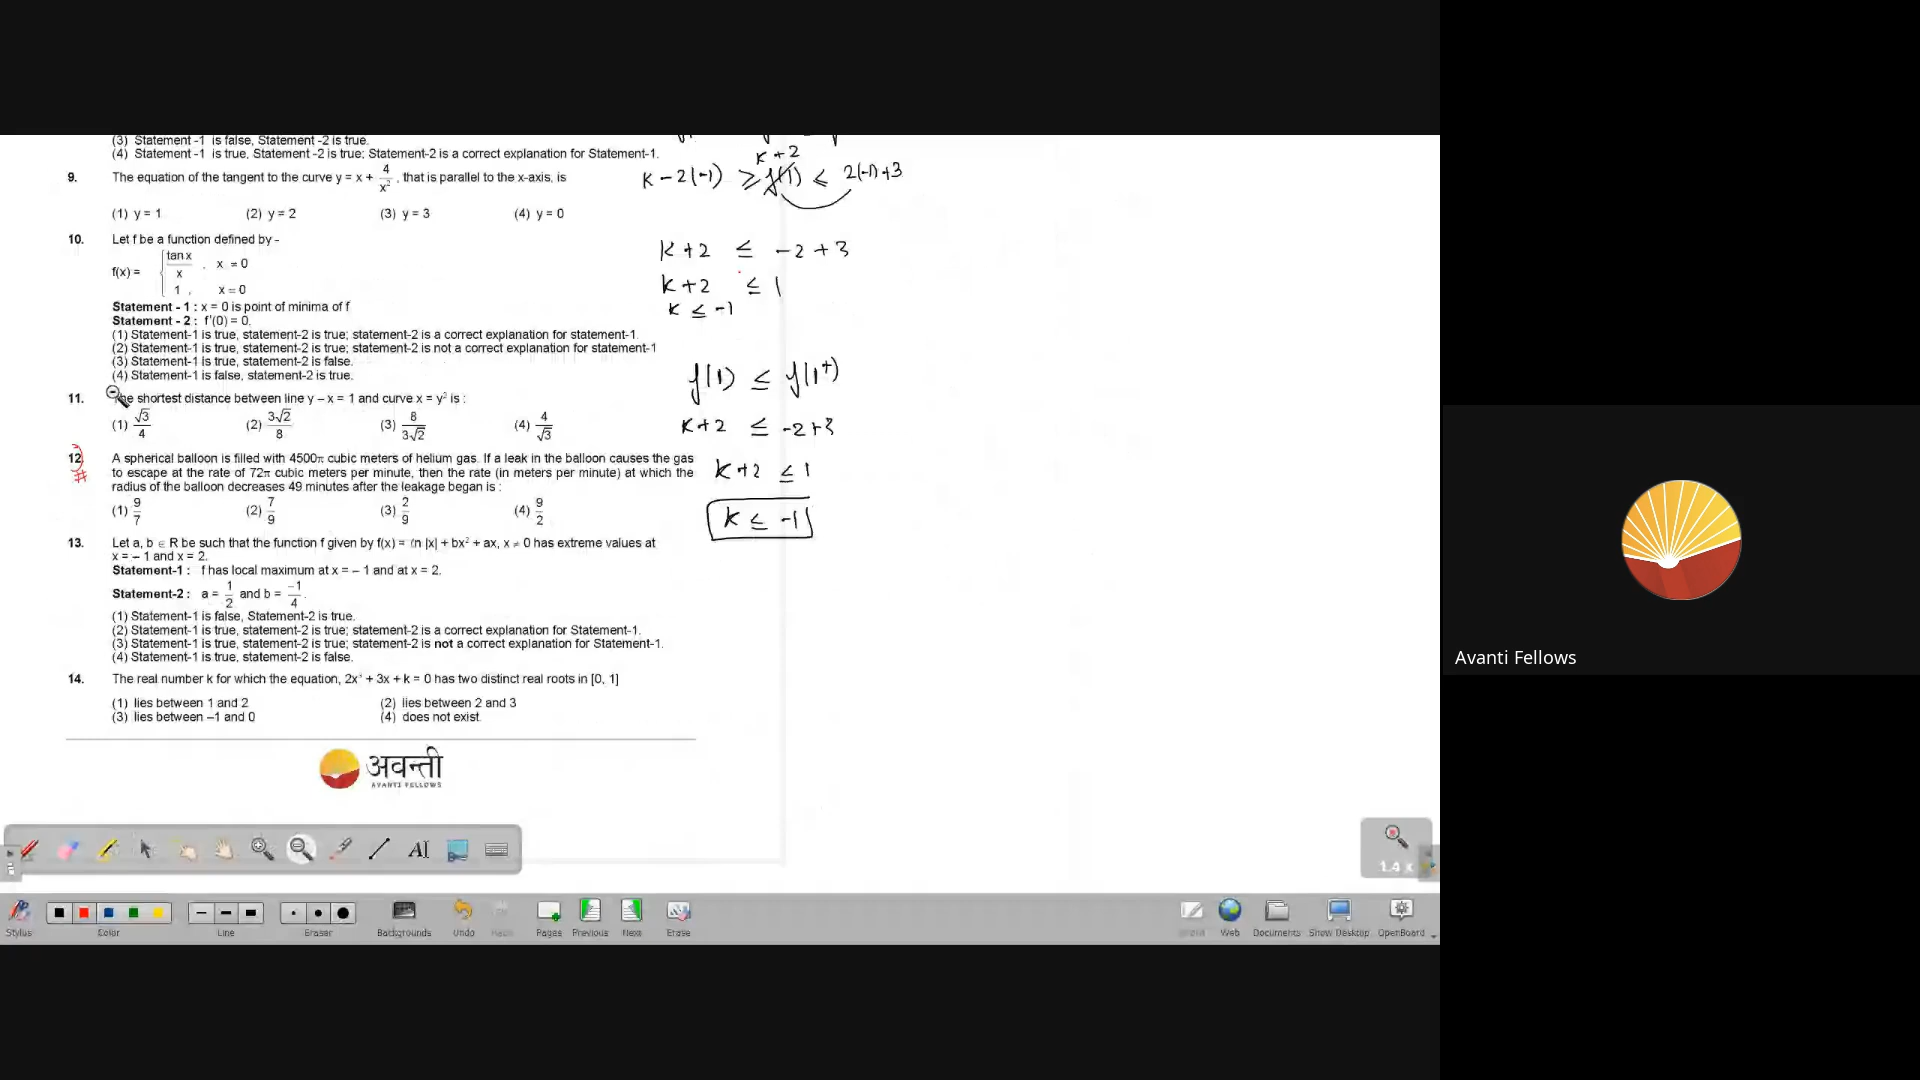 (3) Statement -1 is false, Statement -2 is true.
(4) Statement -1 is true, Statement -2 is true; Statement-2 is a correct explanation for Statement-1.
9. The equation of the tangent to the curve y = x + 4/x², that is parallel to the x-axis, is
(1) y = 1 (2) y = 2 (3) y = 3 (4) y = 0
10. Let f be a function defined by -
f(x) = { tan x / x , x ≠ 0
1 , x = 0
Statement - 1 : x = 0 is point of minima of f
Statement - 2 : f'(0) = 0.
(1) Statement-1 is true, statement-2 is true; statement-2 is a correct explanation for statement-1.
(2) Statement-1 is true, statement-2 is true; statement-2 is not a correct explanation for statement-1
(3) Statement-1 is true, statement-2 is false.
(4) Statement-1 is false, statement-2 is true.
11. The shortest distance between line y – x = 1 and curve x = y² is :
(1) √3/4 (2) 3√2/8 (3) 8/3√2 (4) 4/√3
12) A spherical balloon is filled with 4500π cubic meters of helium gas. If a leak in the balloon causes the gas
# to escape at the rate of 72π cubic meters per minute, then the rate (in meters per minute) at which the
radius of the balloon decreases 49 minutes after the leakage began is :
(1) 9/7 (2) 7/9 (3) 2/9 (4) 9/2
13. Let a, b ∈ R be such that the function f given by f(x) = ℓn |x| + bx² + ax, x ≠ 0 has extreme values at
x = – 1 and x = 2.
Statement-1 : f has local maximum at x = – 1 and at x = 2.
Statement-2 : a = 1/2 and b = -1/4.
(1) Statement-1 is false, Statement-2 is true.
(2) Statement-1 is true, statement-2 is true; statement-2 is a correct explanation for Statement-1.
(3) Statement-1 is true, statement-2 is true; statement-2 is not a correct explanation for Statement-1.
(4) Statement-1 is true, statement-2 is false.
14. The real number k for which the equation, 2x³ + 3x + k = 0 has two distinct real roots in [0, 1]
(1) lies between 1 and 2 (2) lies between 2 and 3
(3) lies between –1 and 0 (4) does not exist.
अवन्ती
AVANTI FELLOWS
k+2
k-2(-1) ≥ f(1) ≤ 2(-1)+3
k+2 ≤ -2+3
k+2 ≤ 1
k ≤ -1
f(1) ≤ f(1⁺)
k+2 ≤ -2+3
k+2 ≤ 1
k ≤ -1
Avanti Fellows
1.4 x
Stylus Color Line Eraser Backgrounds Undo Pages Previous Next Erase Web Documents Show Desktop OpenBoard